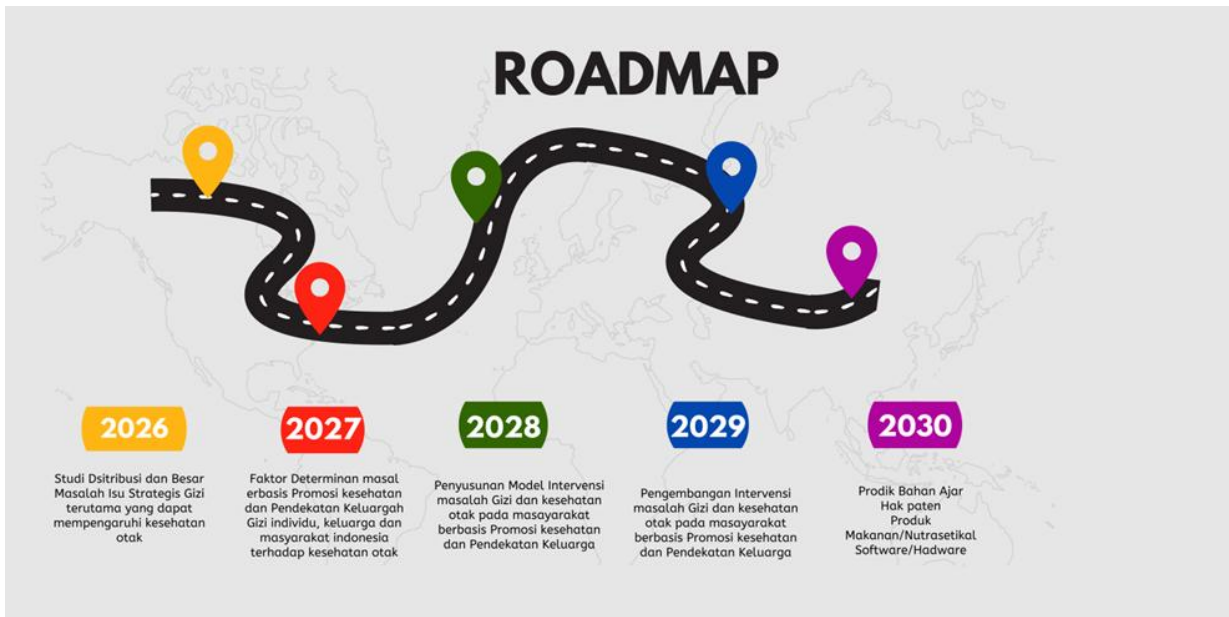 ROADMAP
2026
Studi Dsitribusi dan Besar
Masalah Isu Strategis Gizi
terutama yang dapat
mempengaruhi kesehatan
otak
2027
Faktor Determinan masal
erbasis Promosi kesehatan
dan Pendekatan Keluargah
Gizi individu, keluarga dan
masyarakat indonesia
terhadap kesehatan otak
2028
Penyusunan Model Intervensi
masalah Gizi dan kesehatan
otak pada masayarakat
berbasis Promosi kesehatan
dan Pendekatan Keluarga
2029
Pengembangan Intervensi
masalah Gizi dan kesehatan
otak pada masayarakat
berbasis Promosi kesehatan
dan Pendekatan Keluarga
2030
Prodik Bahan Ajar
Hak paten
Produk
Makanan/Nutrasetikal
Software/Hadware